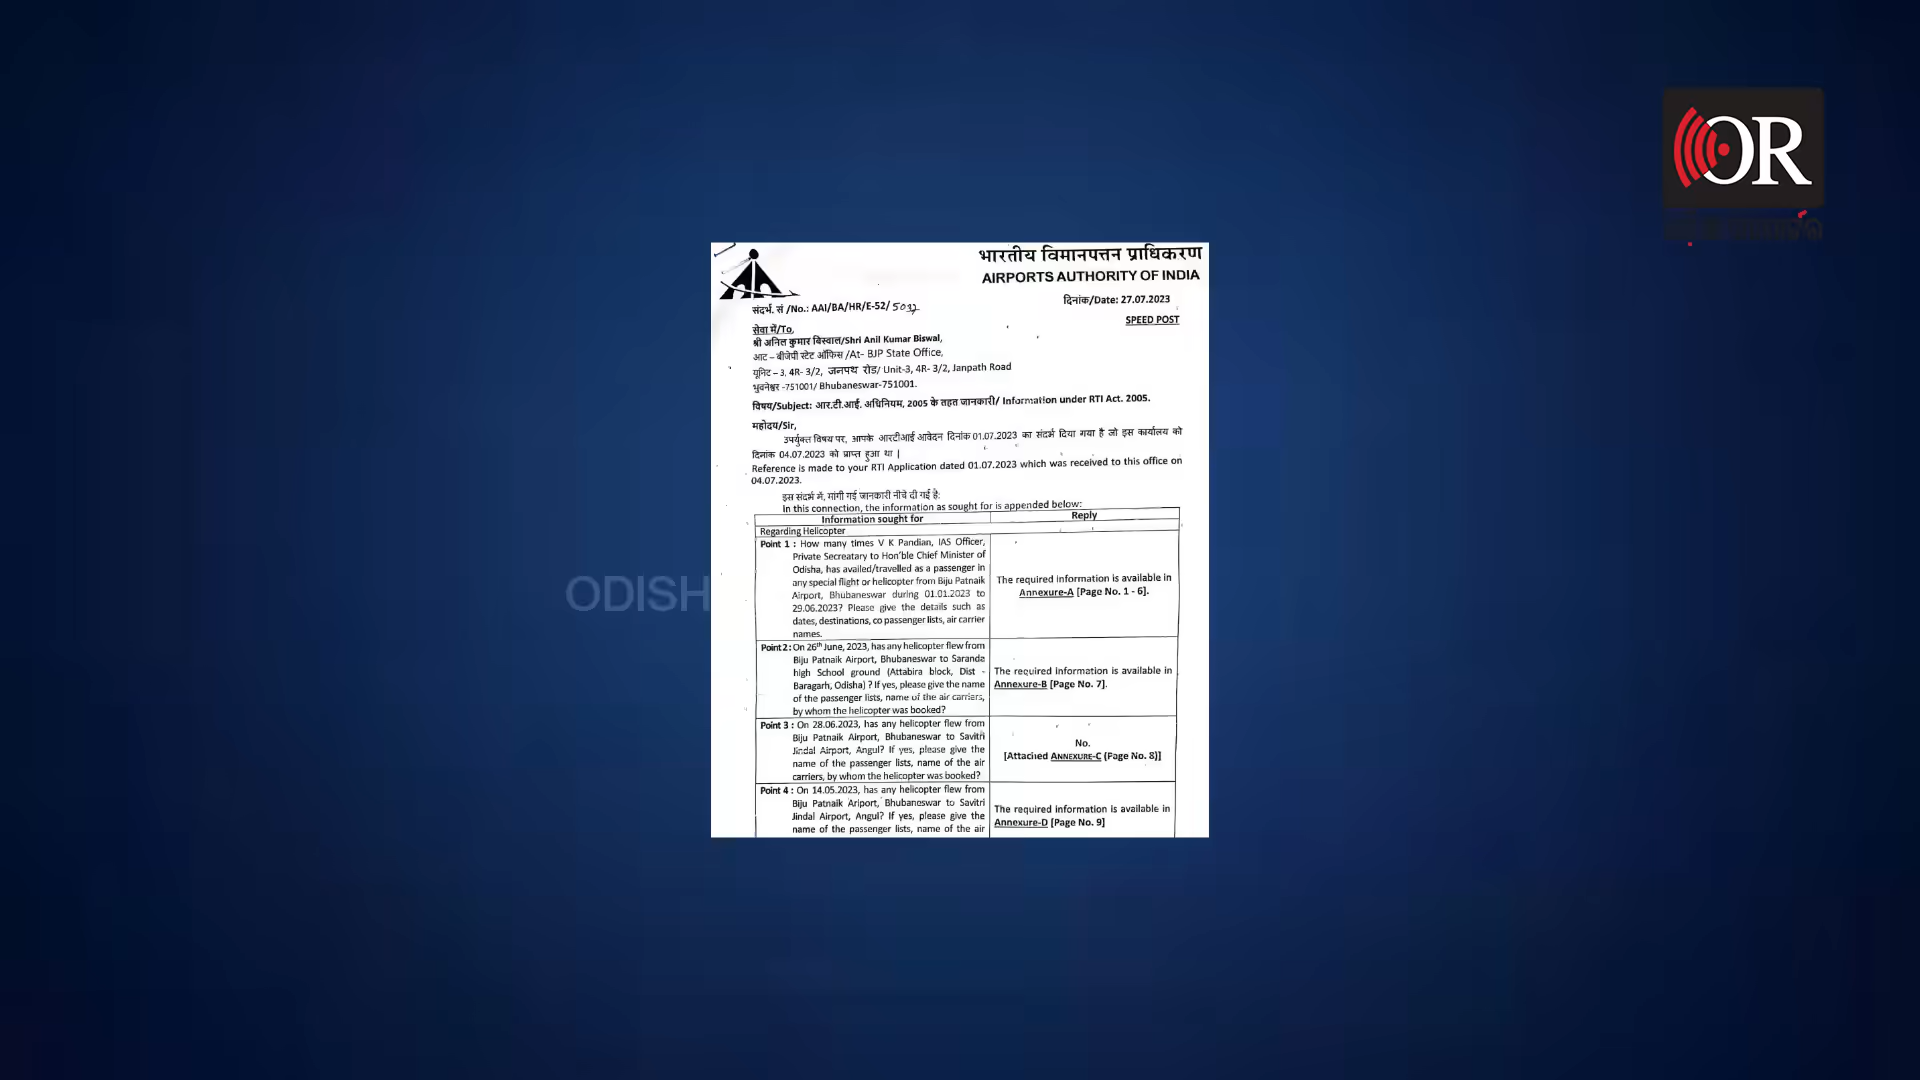 OR
भारतीय विमानपत्तन प्राधिकरण
AIRPORTS AUTHORITY OF INDIA
संदर्भ. सं /No.: AAI/BA/HR/E-52/
दिनांक/Date: 27.07.2023
SPEED POST
सेवा में/To,
श्री अनिल कुमार बिस्वाल/Shri Anil Kumar Biswal,
आट – बीजेपी स्टेट ऑफिस /At- BJP State Office,
यूनिट – 3, 4R- 3/2, जनपथ रोड/ Unit-3, 4R- 3/2, Janpath Road
भुवनेश्वर -751001/ Bhubaneswar-751001.
विषय/Subject: आर.टी.आई. अधिनियम, 2005 के तहत जानकारी/ Information under RTI Act. 2005.
महोदय/Sir,
उपर्युक्त विषय पर, आपके आरटीआई आवेदन दिनांक 01.07.2023 का संदर्भ दिया गया है जो इस कार्यालय को
दिनांक 04.07.2023 को प्राप्त हुआ था |
Reference is made to your RTI Application dated 01.07.2023 which was received to this office on
04.07.2023.
इस संदर्भ में, मांगी गई जानकारी नीचे दी गई है:
In this connection, the information as sought for is appended below:
Information sought for Reply
Regarding Helicopter
Point 1 : How many times V K Pandian, IAS Officer,
Private Secreatary to Hon'ble Chief Minister of
Odisha, has availed/travelled as a passenger in
any special flight or helicopter from Biju Patnaik
Airport, Bhubaneswar during 01.01.2023 to
29.06.2023? Please give the details such as
dates, destinations, co passenger lists, air carrier
names.
The required information is available in
Annexure-A [Page No. 1 - 6].
Point 2: On 26th June, 2023, has any helicopter flew from
Biju Patnaik Airport, Bhubaneswar to Saranda
high School ground (Attabira block, Dist -
Baragarh, Odisha) ? If yes, please give the name
of the passenger lists, name of the air carriers,
by whom the helicopter was booked?
The required information is available in
Annexure-B [Page No. 7].
Point 3 : On 28.06.2023, has any helicopter flew from
Biju Patnaik Airport, Bhubaneswar to Savitri
Jindal Airport, Angul? If yes, please give the
name of the passenger lists, name of the air
carriers, by whom the helicopter was booked?
No.
[Attached ANNEXURE-C (Page No. 8)]
Point 4 : On 14.05.2023, has any helicopter flew from
Biju Patnaik Ariport, Bhubaneswar to Savitri
Jindal Airport, Angul? If yes, please give the
name of the passenger lists, name of the air
The required information is available in
Annexure-D [Page No. 9]
ODISH